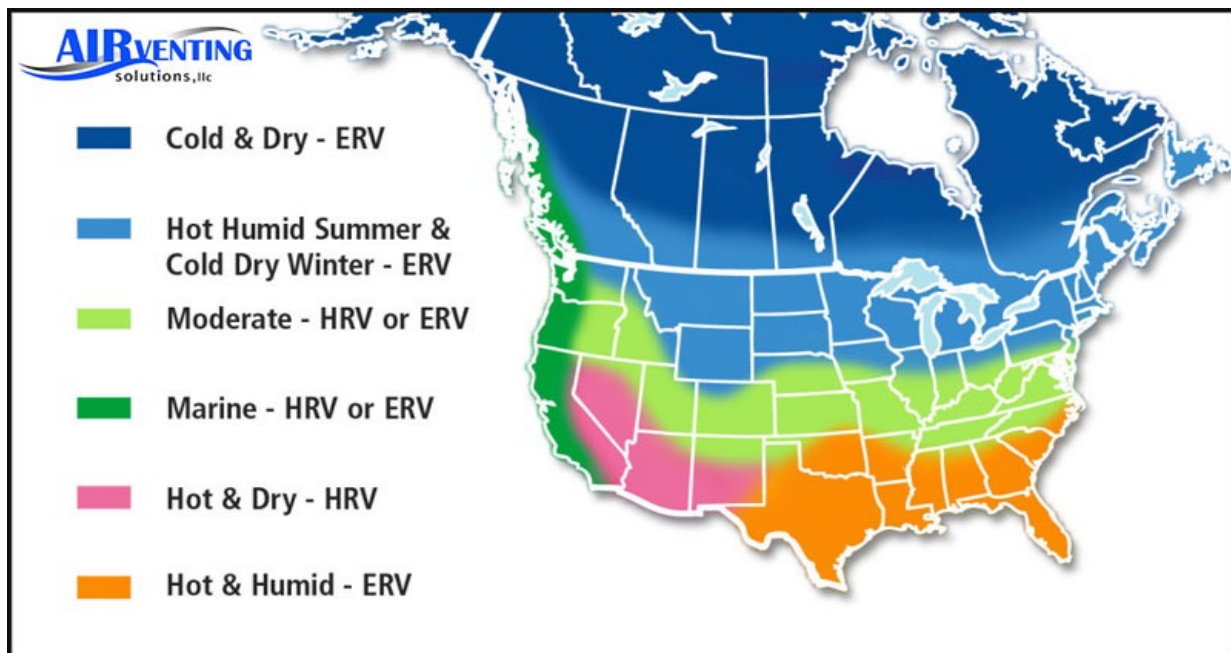 AIRVENTING
solutions,llc
Cold & Dry - ERV
Hot Humid Summer &
Cold Dry Winter - ERV
Moderate - HRV or ERV
Marine - HRV or ERV
Hot & Dry - HRV
Hot & Humid - ERV